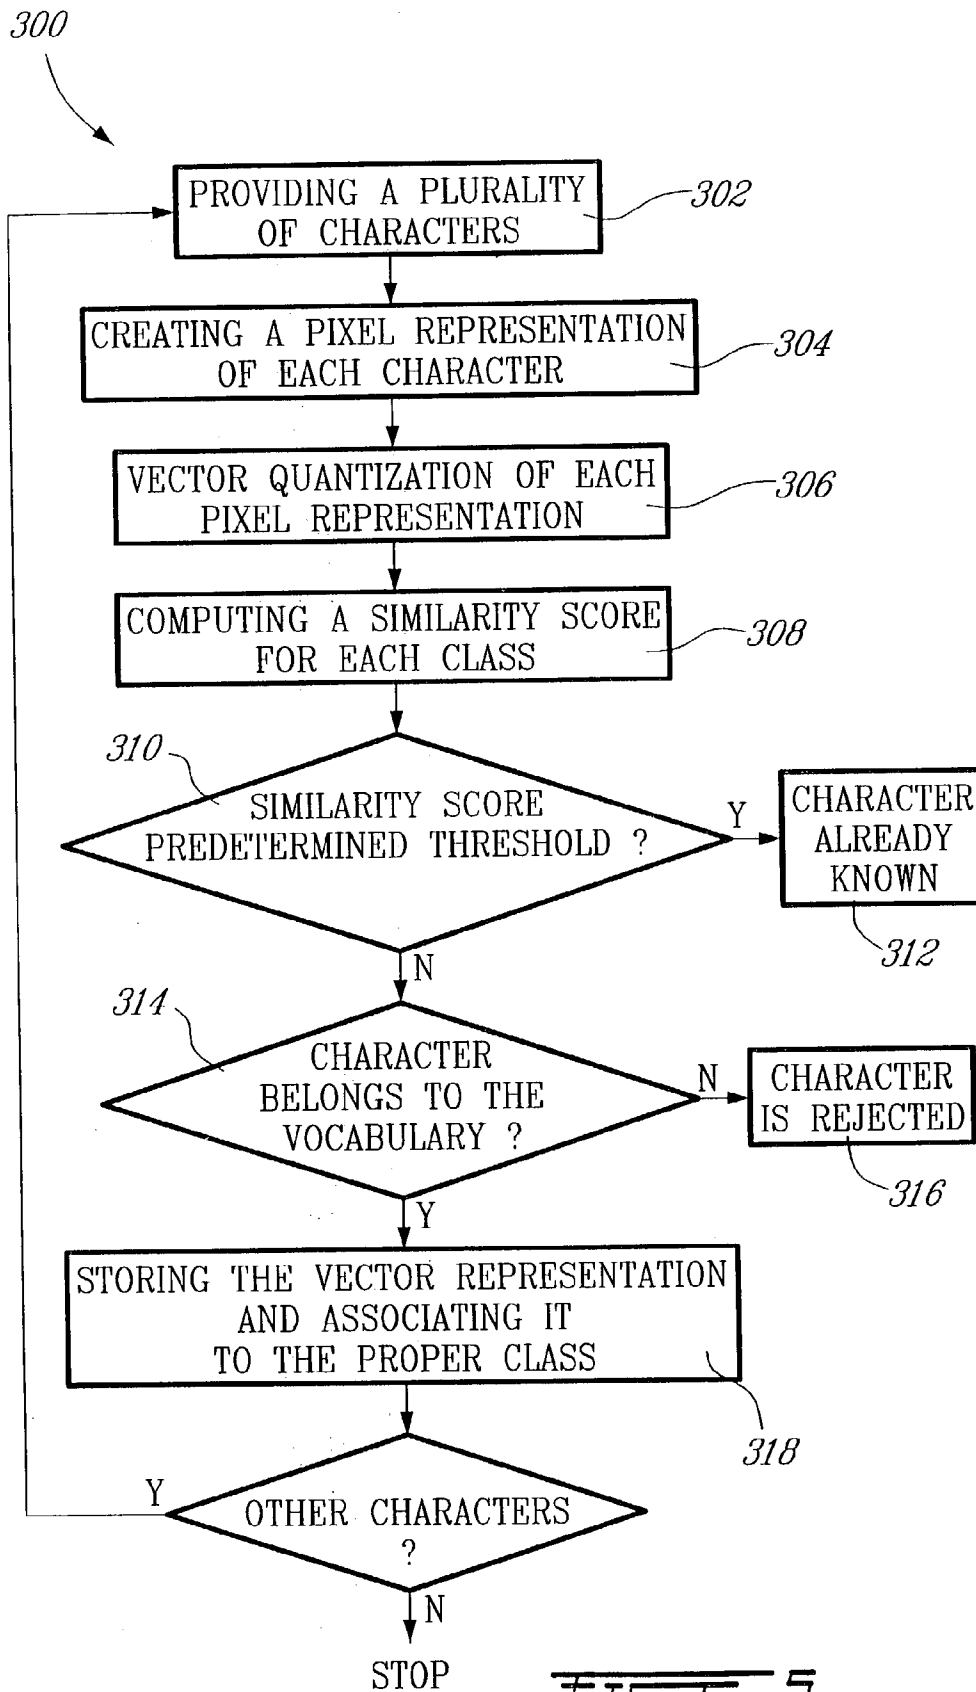 300
PROVIDING A PLURALITY
OF CHARACTERS
302
CREATING A PIXEL REPRESENTATION
OF EACH CHARACTER
304
VECTOR QUANTIZATION OF EACH
PIXEL REPRESENTATION
306
COMPUTING A SIMILARITY SCORE
FOR EACH CLASS
308
310
SIMILARITY SCORE
PREDETERMINED THRESHOLD ?
Y
CHARACTER
ALREADY
KNOWN
312
N
314
CHARACTER
BELONGS TO THE
VOCABULARY ?
N
CHARACTER
IS REJECTED
316
Y
STORING THE VECTOR REPRESENTATION
AND ASSOCIATING IT
TO THE PROPER CLASS
318
Y
OTHER CHARACTERS
?
N
STOP